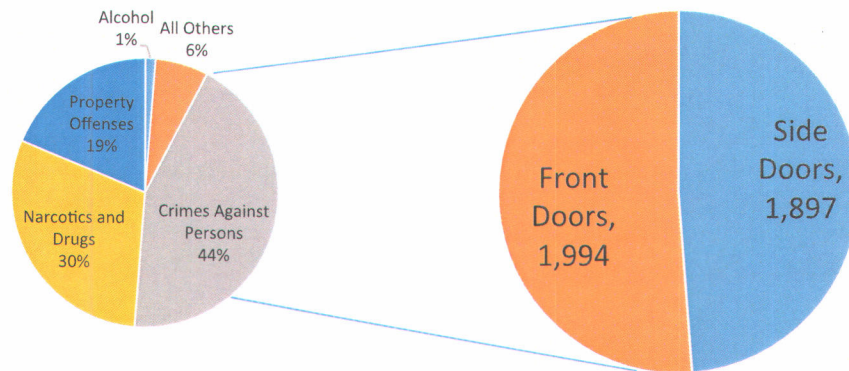 Alcohol
1%
All Others
6%
Property
Offenses
19%
Narcotics and
Drugs
30%
Crimes Against
Persons
44%
Front
Doors,
1,994
Side
Doors,
1,897